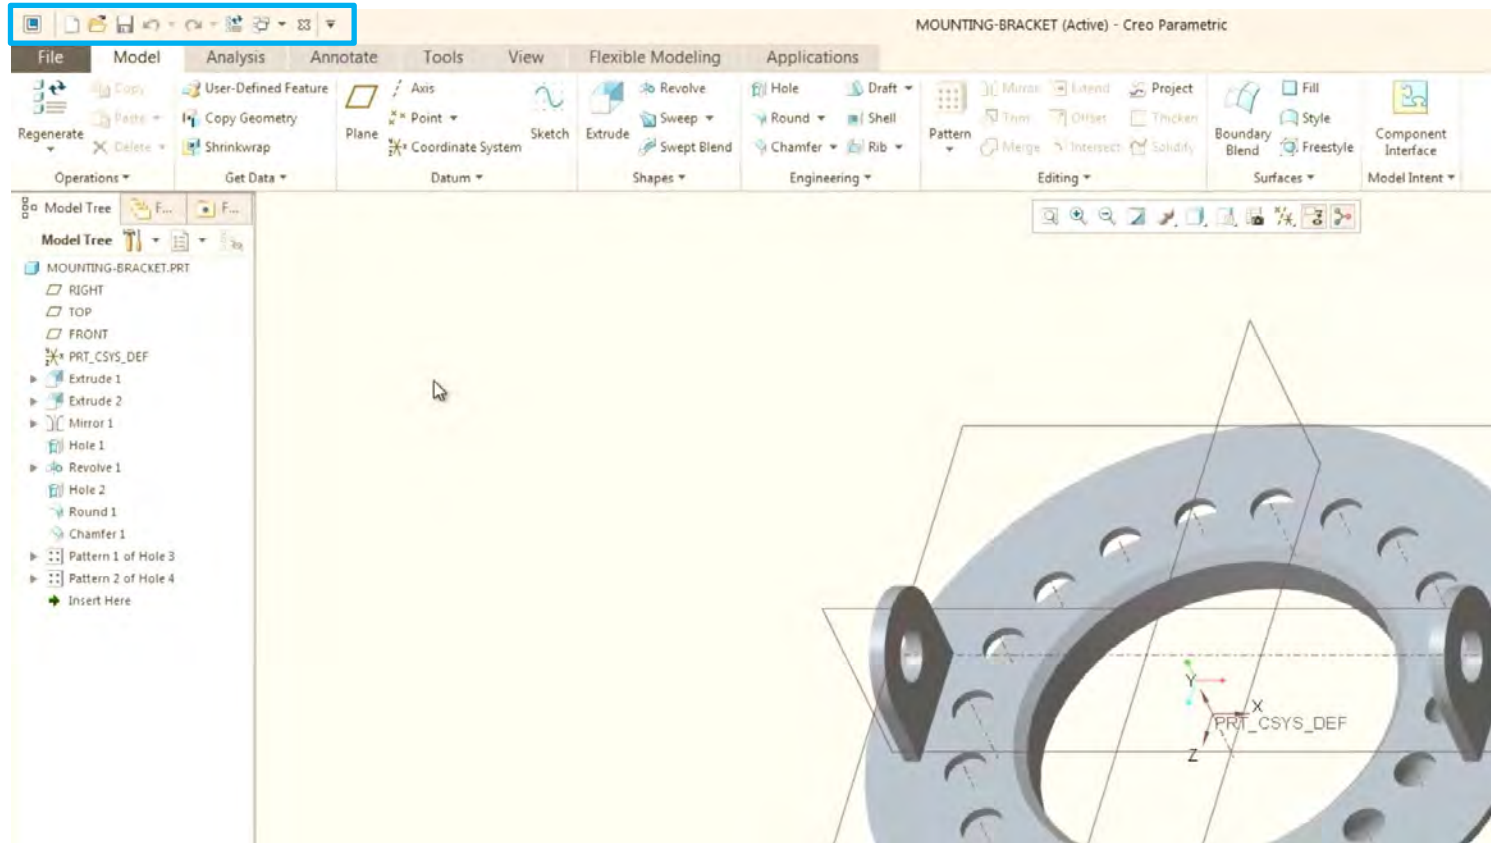 MOUNTING-BRACKET (Active) - Creo Parametric
File Model Analysis Annotate Tools View Flexible Modeling Applications
Regenerate
Copy
Paste
Delete
Operations
User-Defined Feature
Copy Geometry
Shrinkwrap
Get Data
Plane
Axis
Point
Coordinate System
Sketch
Datum
Extrude
Revolve
Sweep
Swept Blend
Shapes
Hole
Round
Chamfer
Draft
Shell
Rib
Engineering
Pattern
Mirror
Trim
Merge
Extend
Offset
Intersect
Project
Thicken
Solidify
Editing
Boundary
Blend
Fill
Style
Freestyle
Surfaces
Component
Interface
Model Intent
Model Tree F... F...
Model Tree
MOUNTING-BRACKET.PRT
RIGHT
TOP
FRONT
PRT_CSYS_DEF
Extrude 1
Extrude 2
Mirror 1
Hole 1
Revolve 1
Hole 2
Round 1
Chamfer 1
Pattern 1 of Hole 3
Pattern 2 of Hole 4
Insert Here
Y
X
PRT_CSYS_DEF
Z